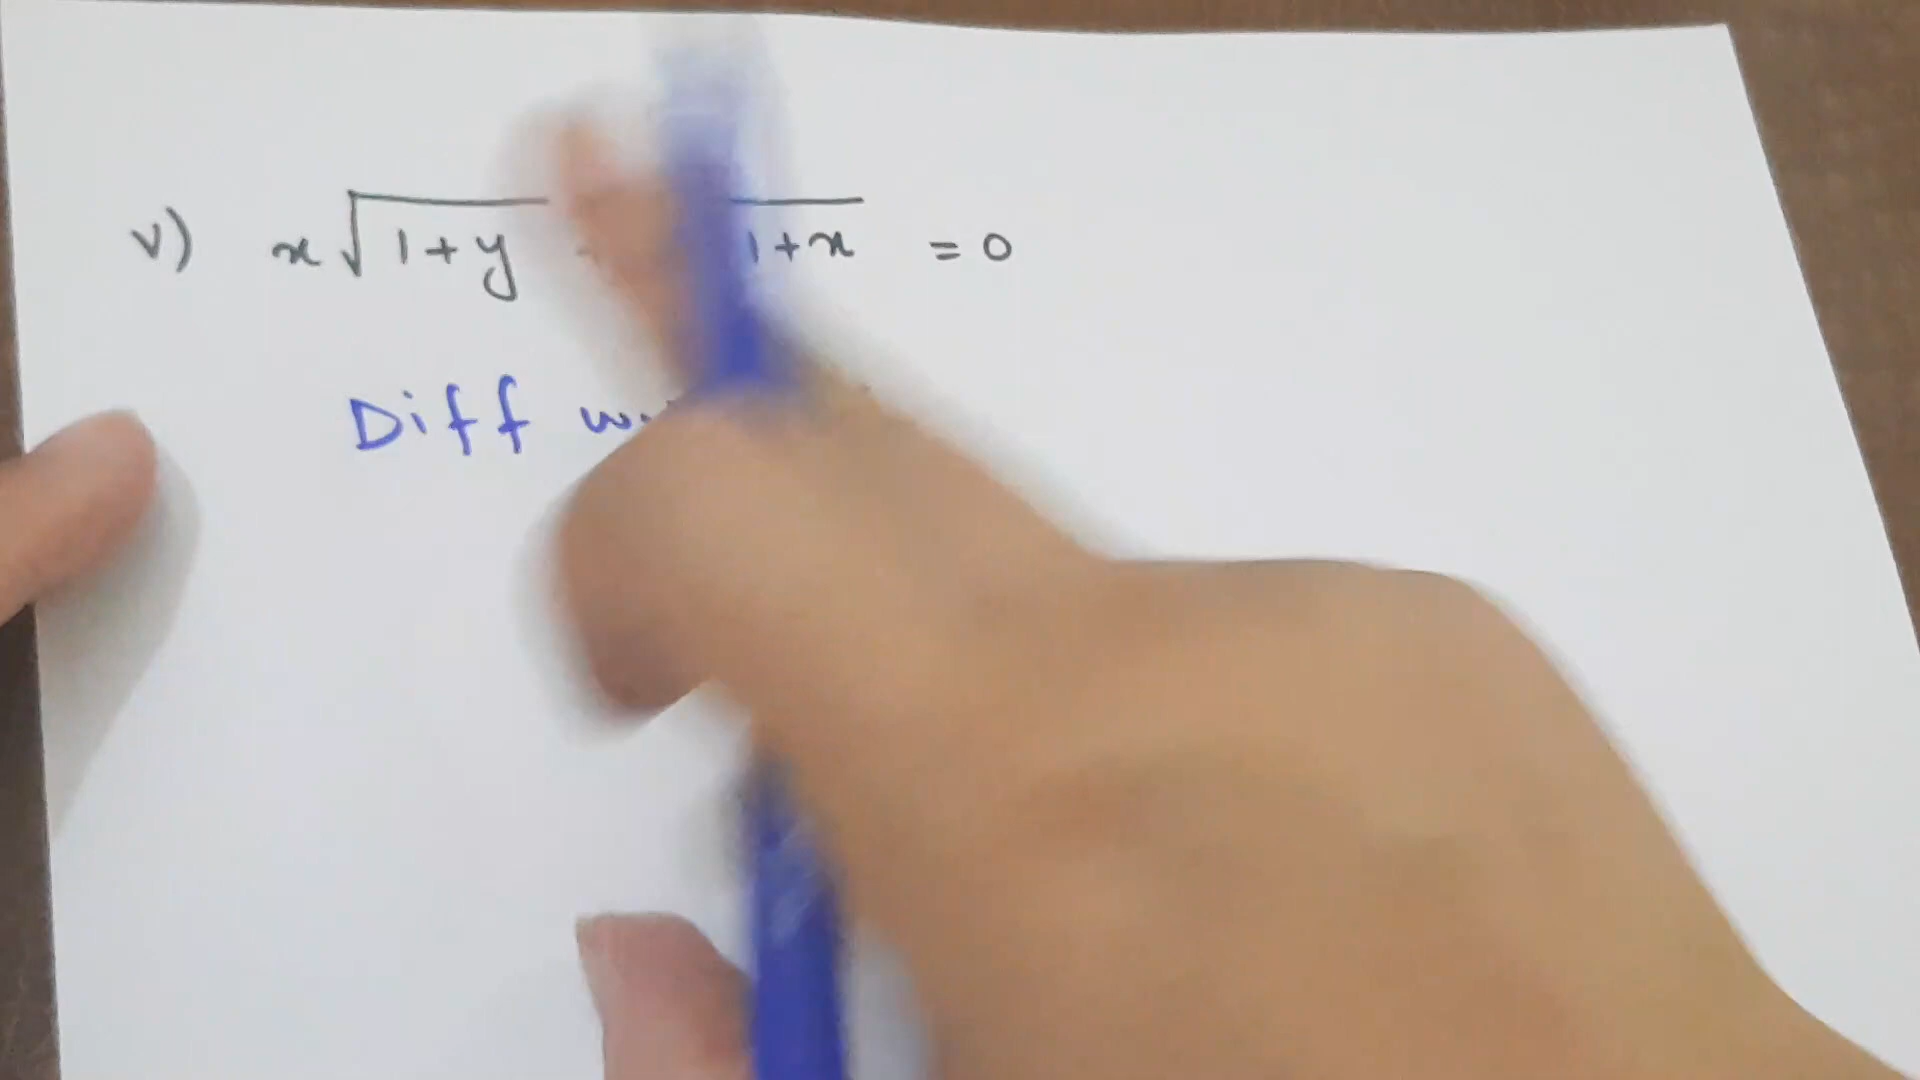 v) x√1+y 1+x = 0
Diff